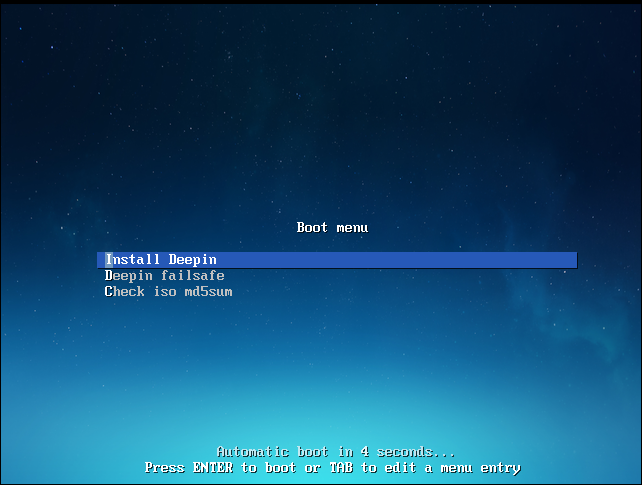 Boot menu
Install Deepin
Deepin failsafe
Check iso md5sum
Automatic boot in 4 seconds...
Press ENTER to boot or TAB to edit a menu entry